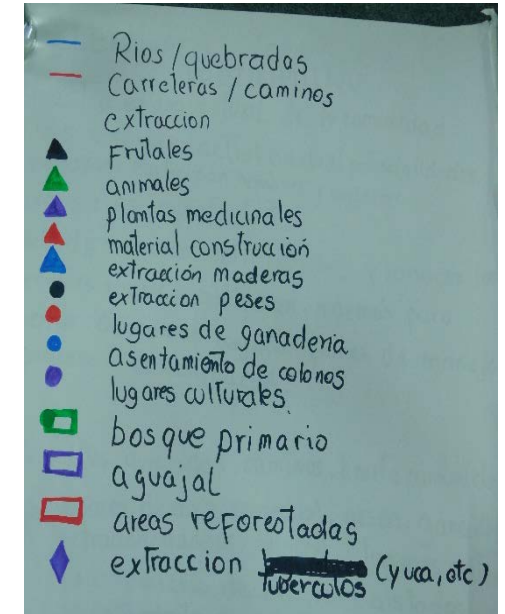 Rios/quebradas
Carreteras / caminos
extraccion
Frutales
animales
plantas medicinales
material construcción
extracción maderas
extraccion peses
lugares de ganaderia
asentamiento de colonos
lugares culturales.
bosque primario
aguajal
areas reforestadas
extraccion tuberculos (yuca, etc)